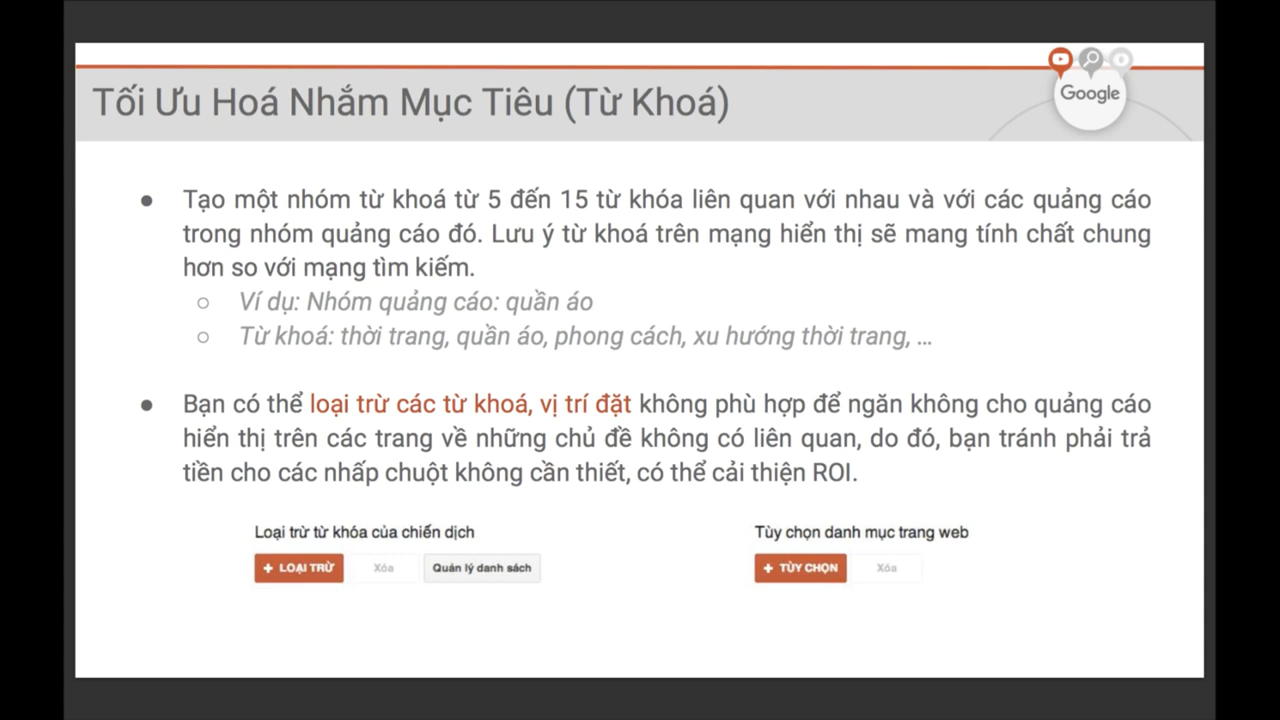 Google
Tối Ưu Hoá Nhắm Mục Tiêu (Từ Khoá)
● Tạo một nhóm từ khoá từ 5 đến 15 từ khóa liên quan với nhau và với các quảng cáo
trong nhóm quảng cáo đó. Lưu ý từ khoá trên mạng hiển thị sẽ mang tính chất chung
hơn so với mạng tìm kiếm.
○ Ví dụ: Nhóm quảng cáo: quần áo
○ Từ khoá: thời trang, quần áo, phong cách, xu hướng thời trang, ...
● Bạn có thể loại trừ các từ khoá, vị trí đặt không phù hợp để ngăn không cho quảng cáo
hiển thị trên các trang về những chủ đề không có liên quan, do đó, bạn tránh phải trả
tiền cho các nhấp chuột không cần thiết, có thể cải thiện ROI.
Loại trừ từ khóa của chiến dịch
+ LOẠI TRỪ Xóa Quản lý danh sách
Tùy chọn danh mục trang web
+ TÙY CHỌN Xóa